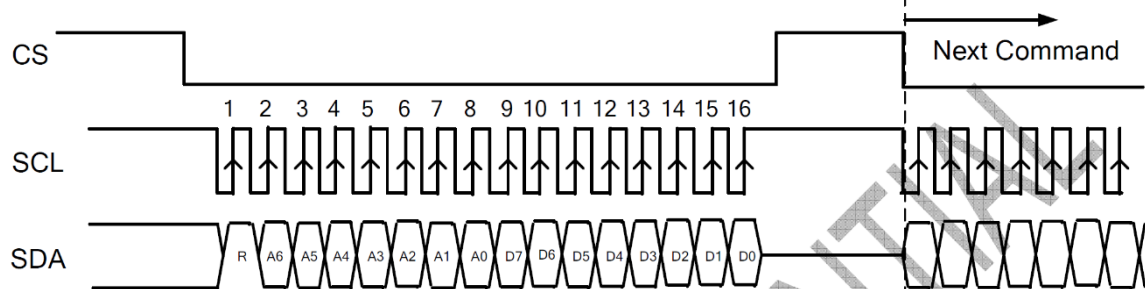 CS
Next Command
1 2 3 4 5 6 7 8 9 10 11 12 13 14 15 16
SCL
SDA
R A6 A5 A4 A3 A2 A1 A0 D7 D6 D5 D4 D3 D2 D1 D0
NTIAL